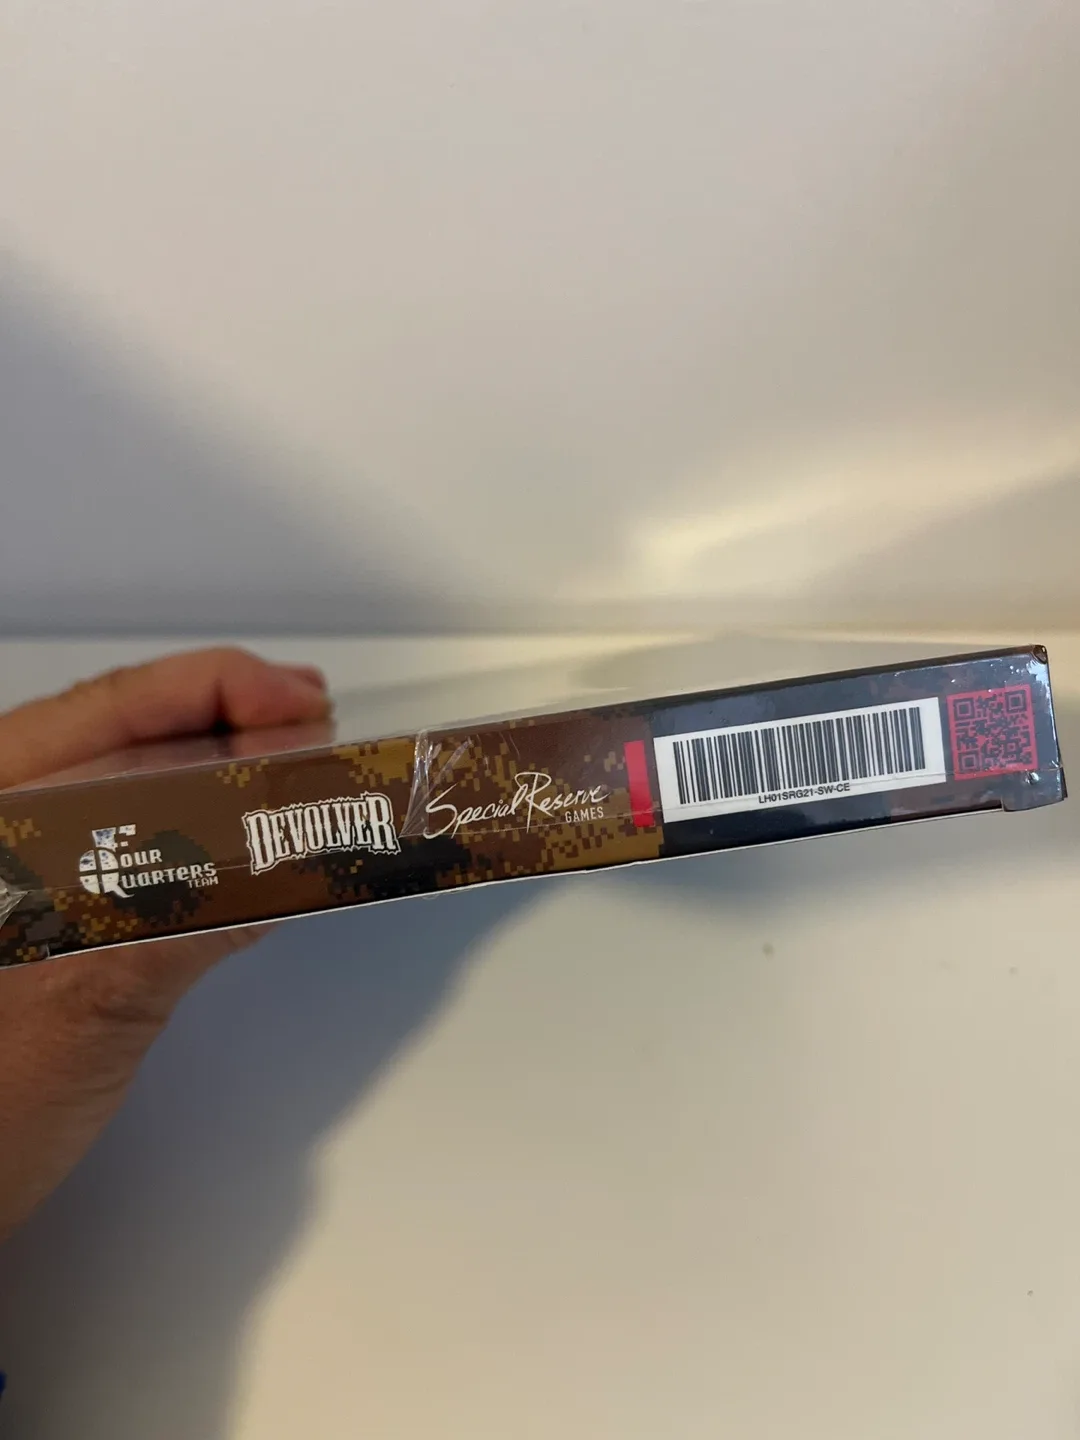 Four
Quarters
TEAM
DEVOLVER
Special Reserve
GAMES
LH01SRG21-SW-CE